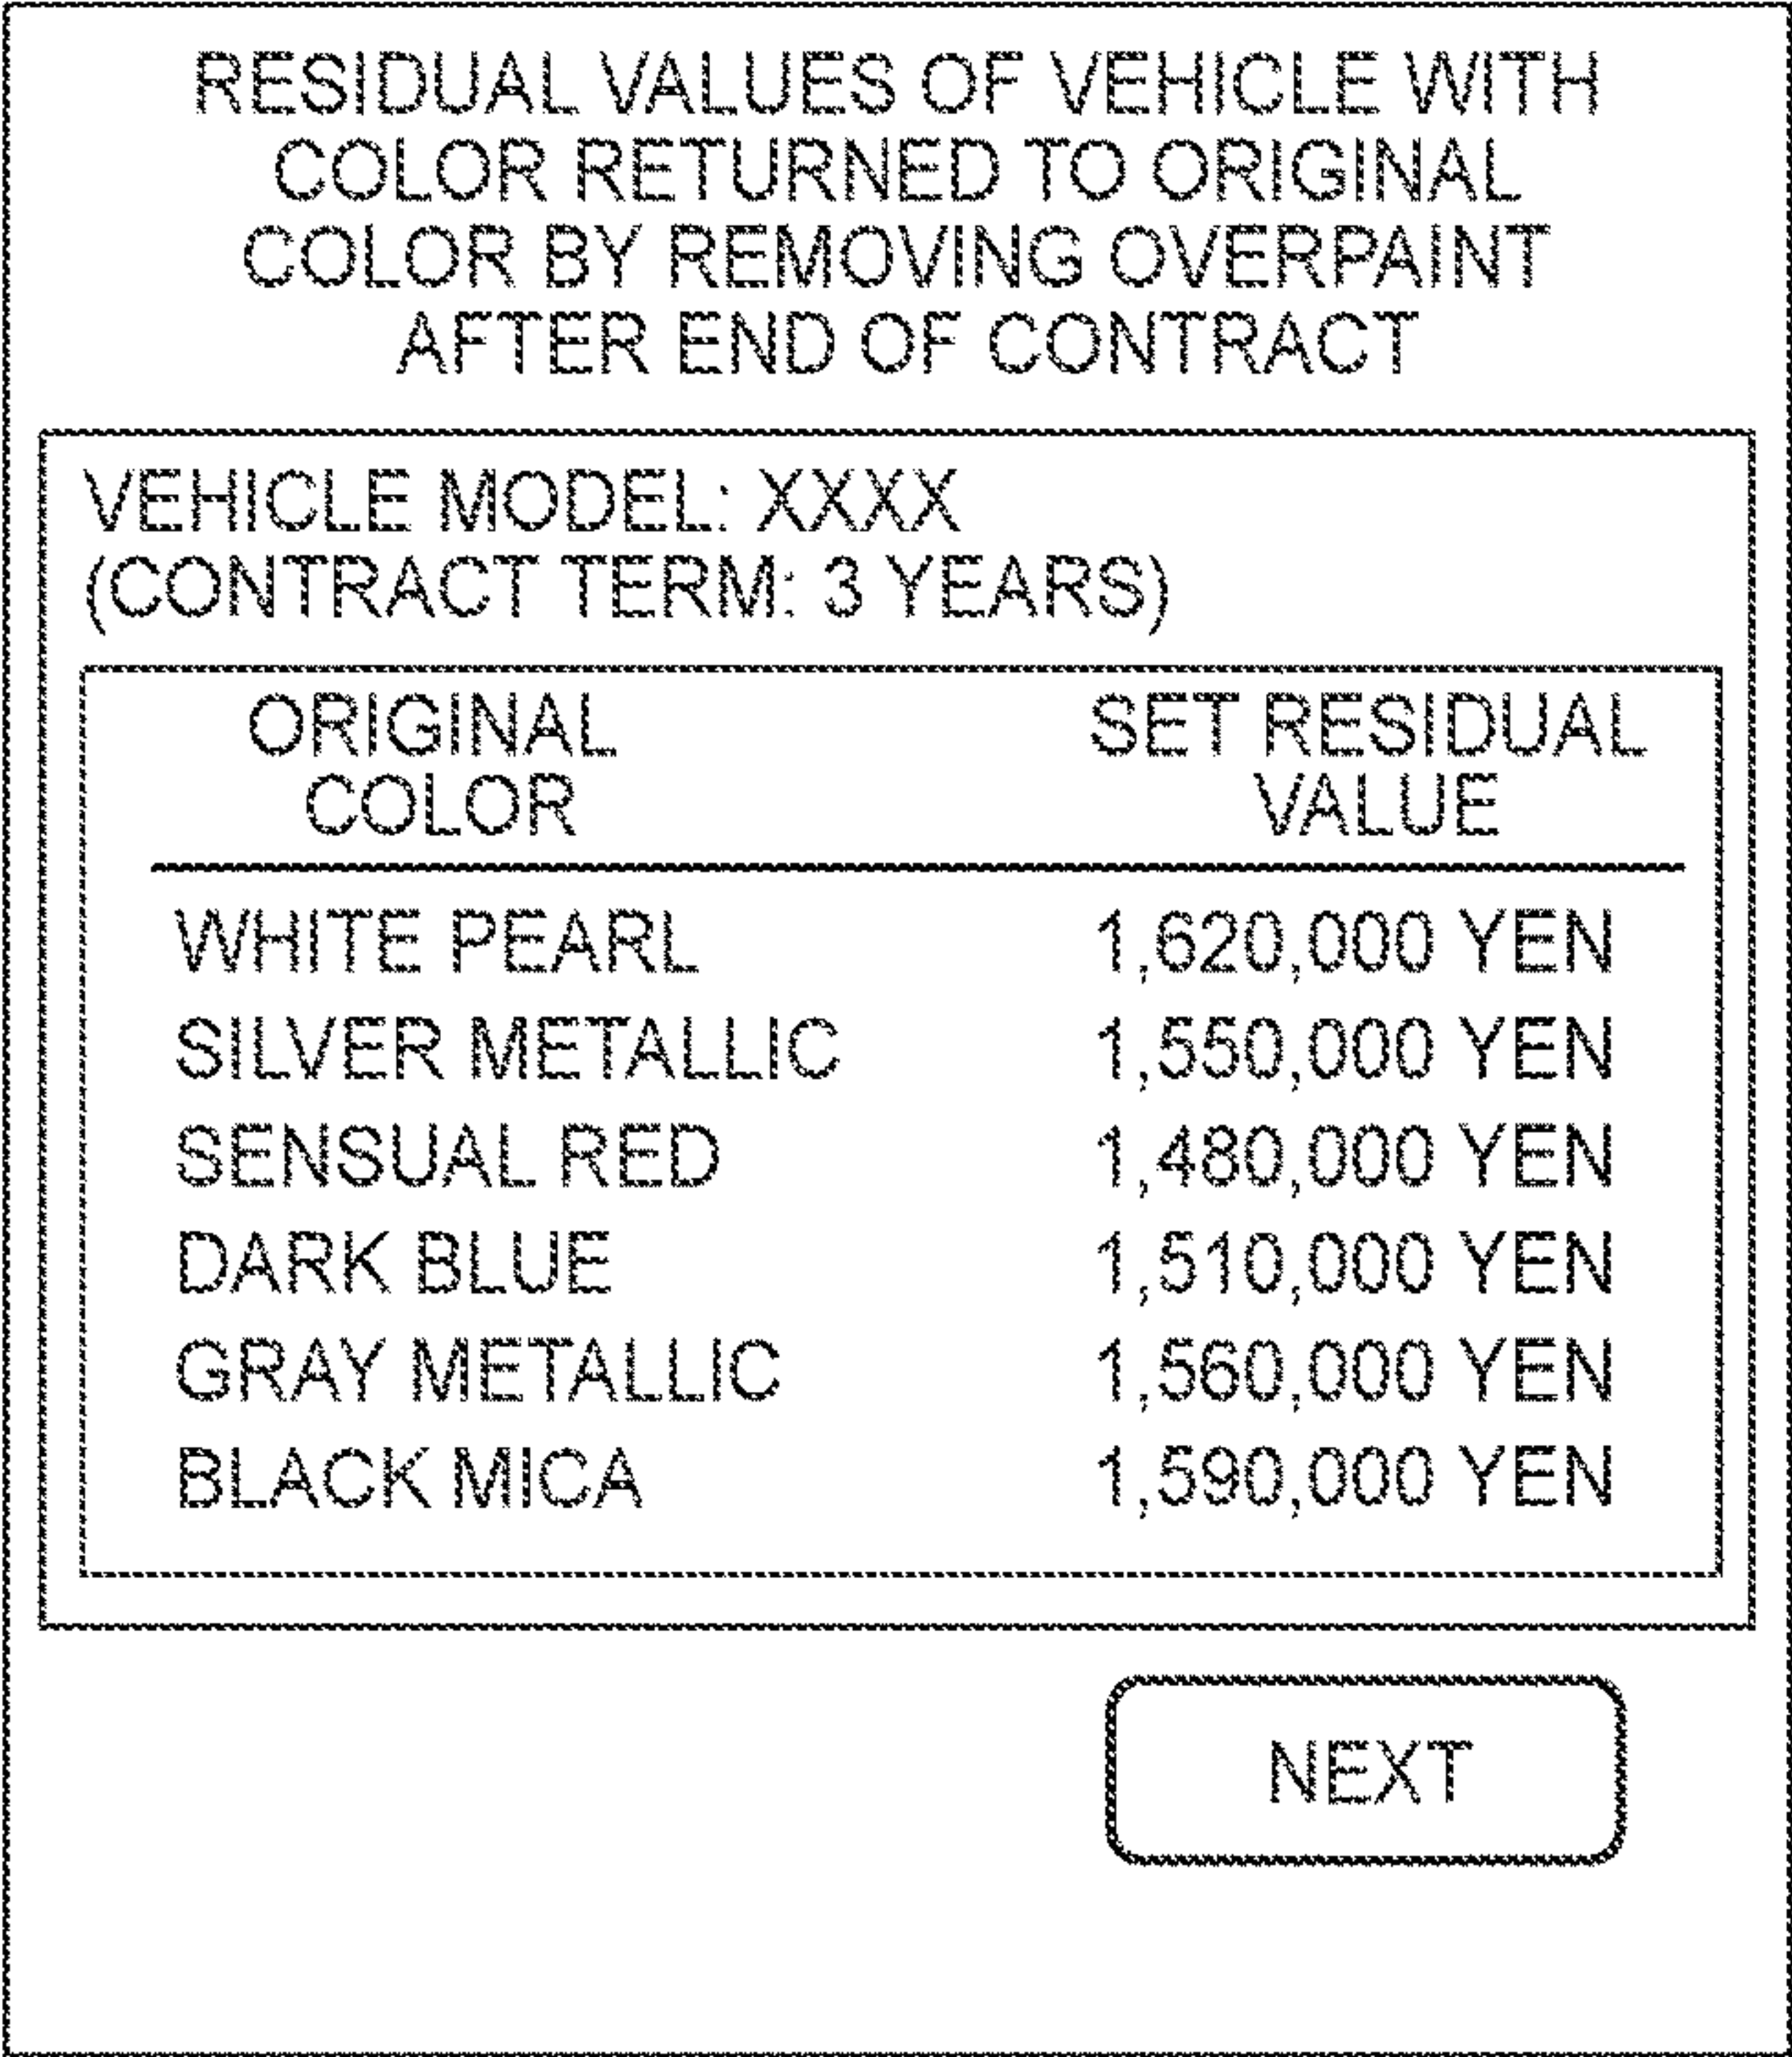 RESIDUAL VALUES OF VEHICLE WITH
COLOR RETURNED TO ORIGINAL
COLOR BY REMOVING OVERPAINT
AFTER END OF CONTRACT
VEHICLE MODEL: XXXX
(CONTRACT TERM: 3 YEARS)
ORIGINAL COLOR SET RESIDUAL VALUE
WHITE PEARL 1,620,000 YEN
SILVER METALLIC 1,550,000 YEN
SENSUAL RED 1,480,000 YEN
DARK BLUE 1,510,000 YEN
GRAY METALLIC 1,560,000 YEN
BLACK MICA 1,590,000 YEN
NEXT